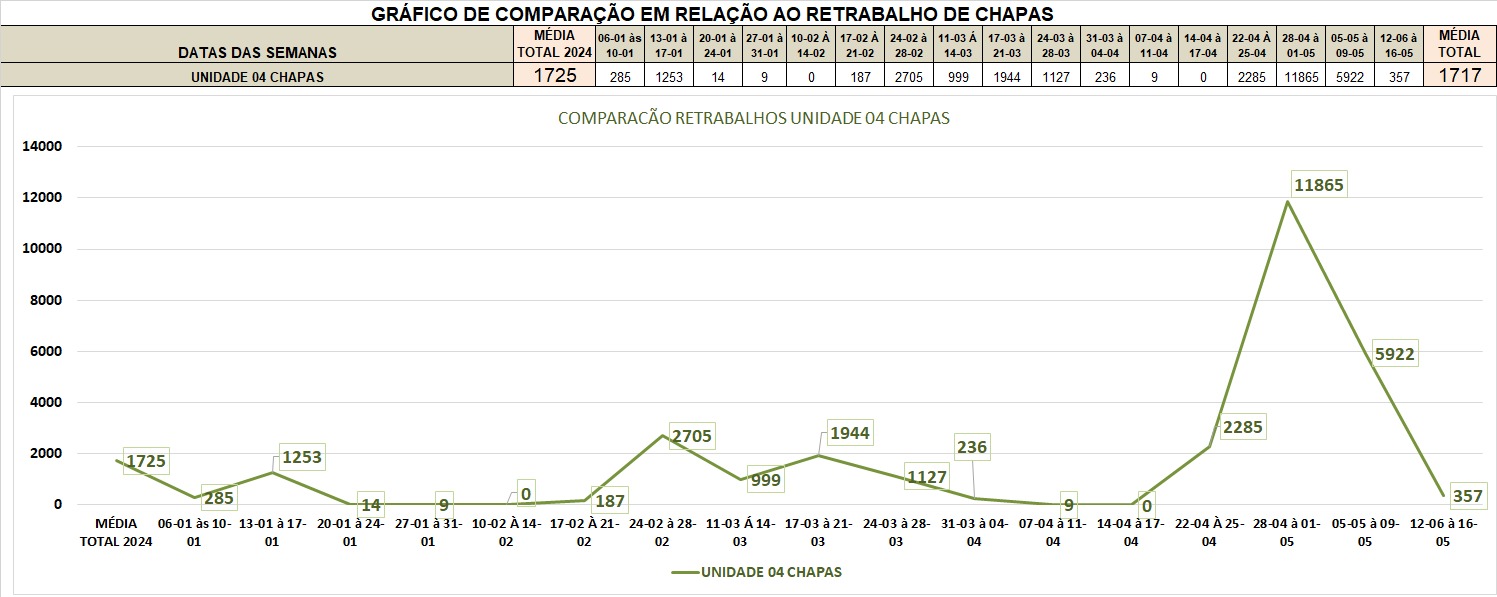 GRÁFICO DE COMPARAÇÃO EM RELAÇÃO AO RETRABALHO DE CHAPAS
DATAS DAS SEMANAS
MÉDIA
TOTAL 2024
06-01 às
10-01
13-01 à
17-01
20-01 à
24-01
27-01 à
31-01
10-02 À
14-02
17-02 À
21-02
24-02 à
28-02
11-03 Á
14-03
17-03 à
21-03
24-03 à
28-03
31-03 à
04-04
07-04 à
11-04
14-04 à
17-04
22-04 À
25-04
28-04 à
01-05
05-05 à
09-05
12-06 à
16-05
MÉDIA
TOTAL
UNIDADE 04 CHAPAS 1725 285 1253 14 9 0 187 2705 999 1944 1127 236 9 0 2285 11865 5922 357 1717
COMPARACÃO RETRABALHOS UNIDADE 04 CHAPAS
14000
12000
10000
8000
6000
4000
2000
0
1725
285
1253
14
9
0
187
2705
999
1944
1127
236
9
0
2285
11865
5922
357
MÉDIA
TOTAL 2024
06-01 às 10-
01
13-01 à 17-
01
20-01 à 24-
01
27-01 à 31-
01
10-02 À 14-
02
17-02 À 21-
02
24-02 à 28-
02
11-03 Á 14-
03
17-03 à 21-
03
24-03 à 28-
03
31-03 à 04-
04
07-04 à 11-
04
14-04 à 17-
04
22-04 À 25-
04
28-04 à 01-
05
05-05 à 09-
05
12-06 à 16-
05
UNIDADE 04 CHAPAS